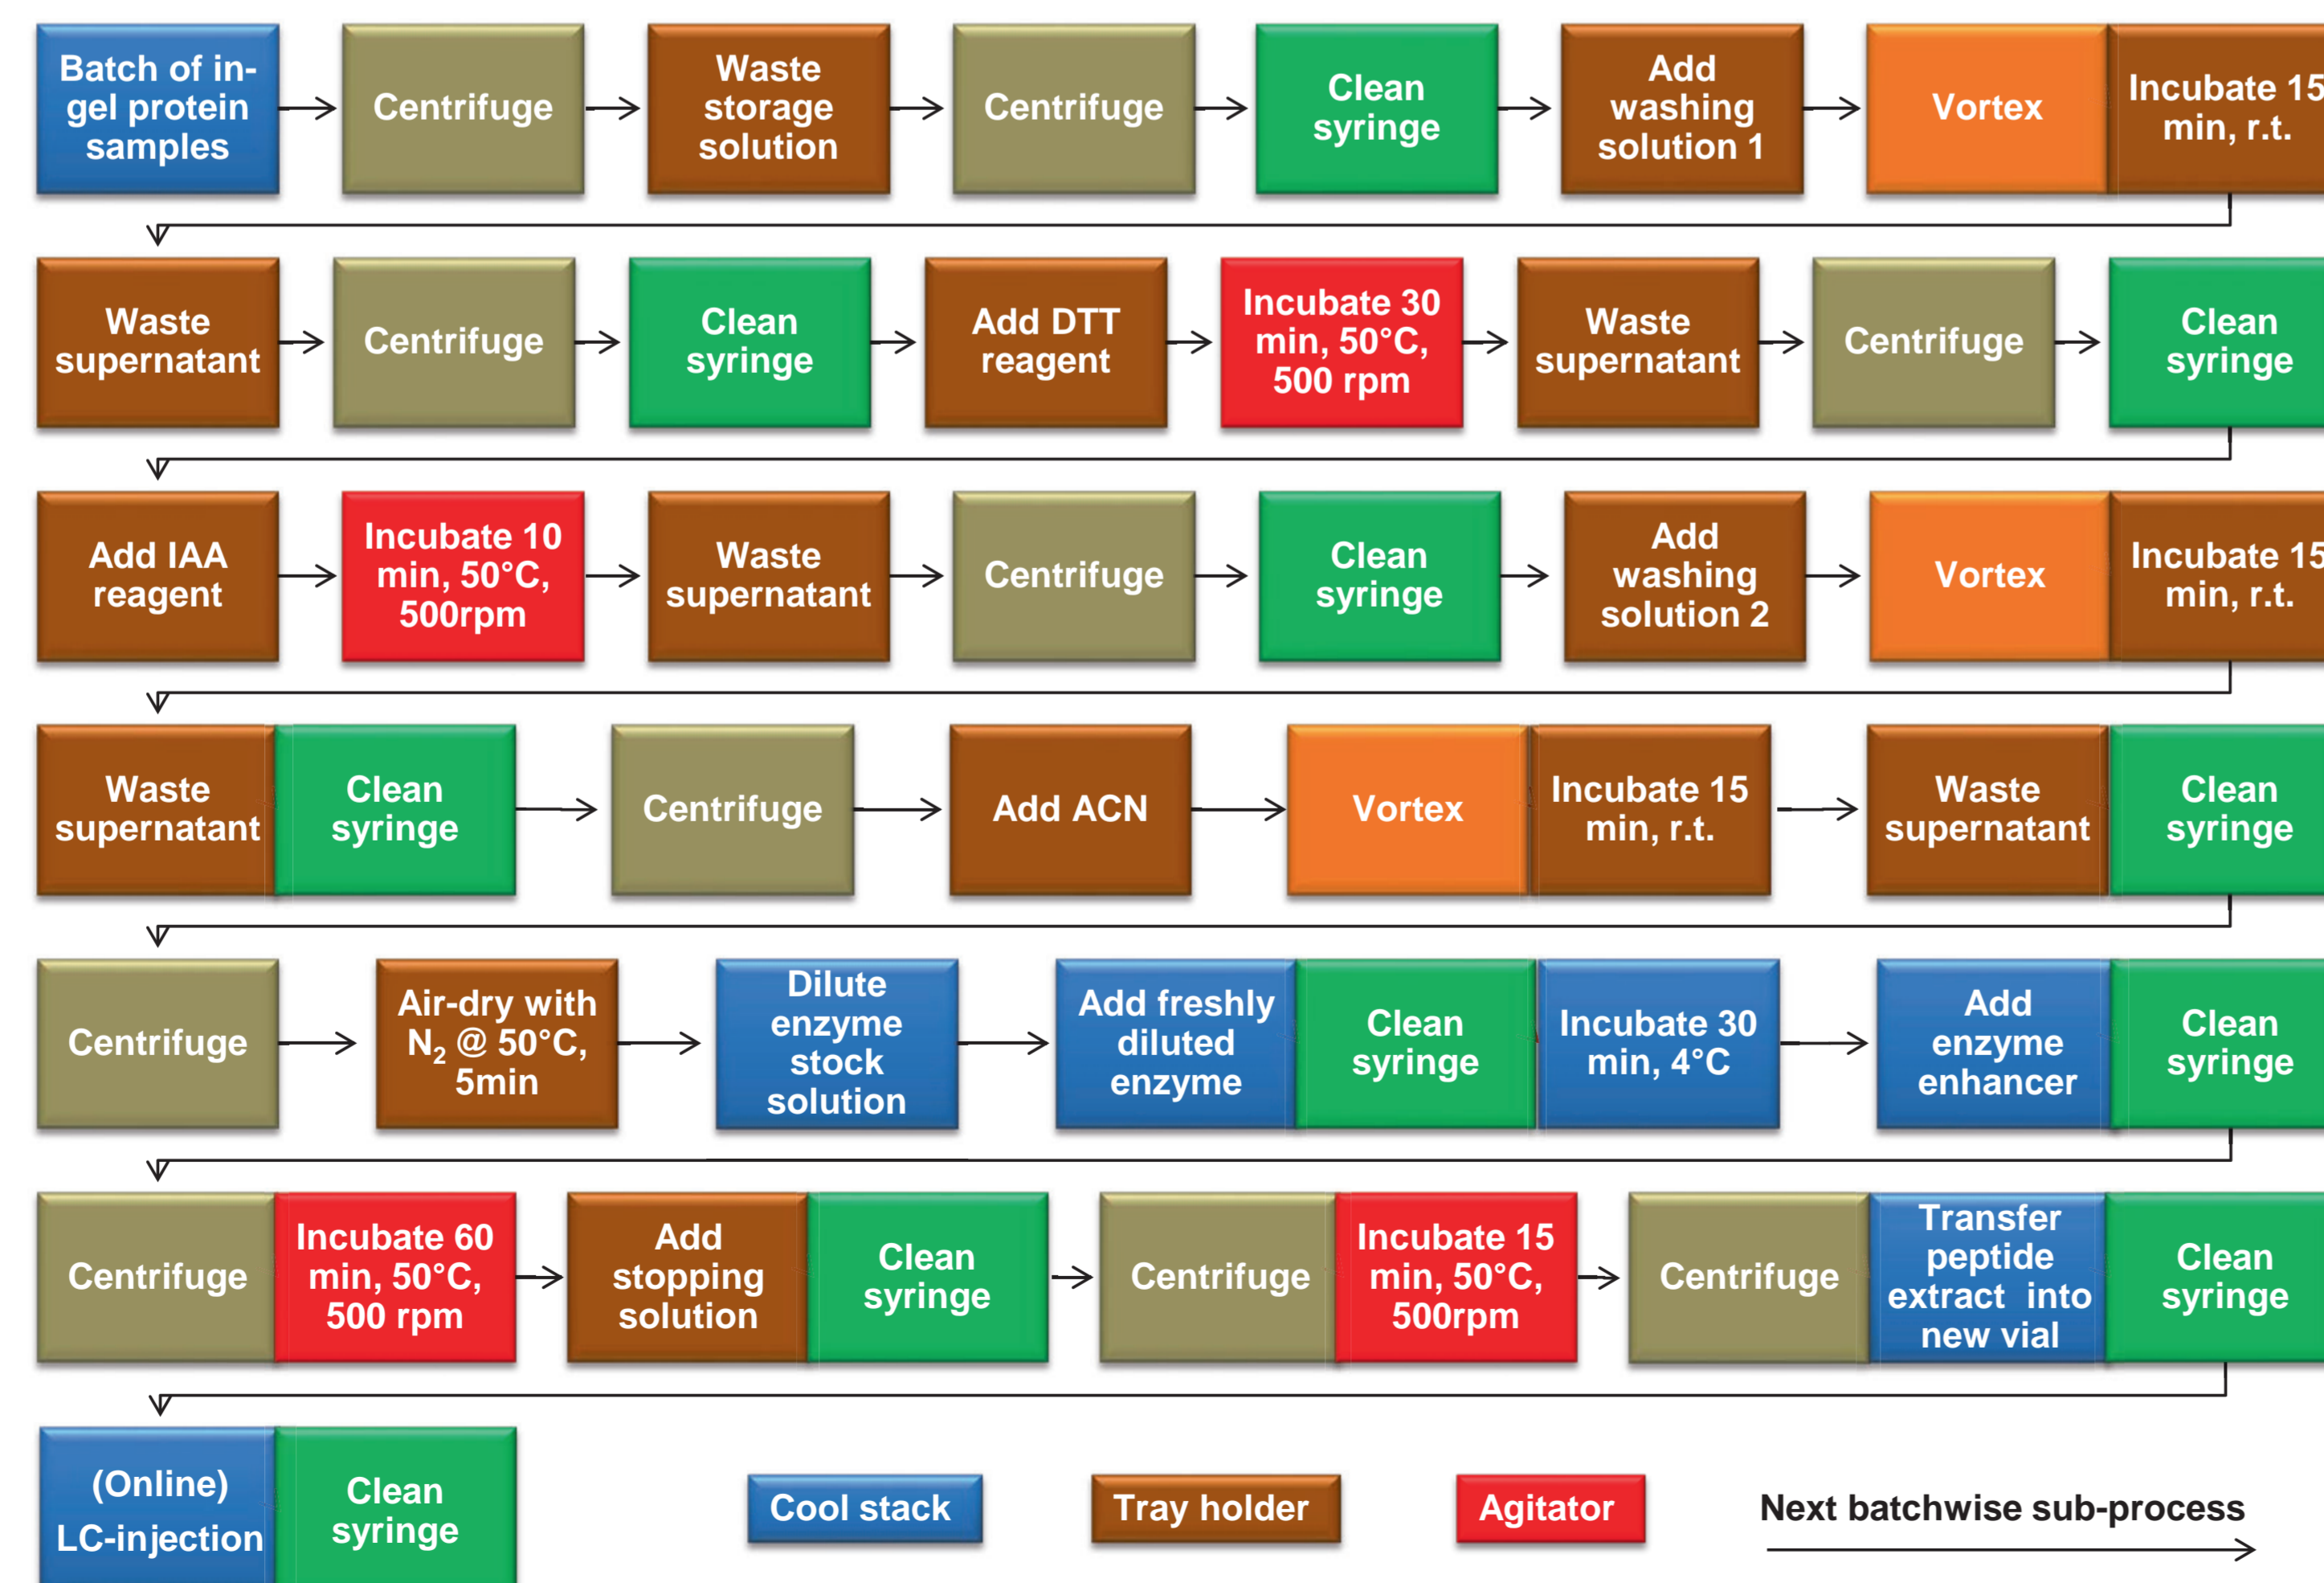 Batch of in-
gel protein
samples
Centrifuge
Waste
storage
solution
Centrifuge
Clean
syringe
Add
washing
solution 1
Vortex
Incubate 15
min, r.t.
Waste
supernatant
Centrifuge
Clean
syringe
Add DTT
reagent
Incubate 30
min, 50°C,
500 rpm
Waste
supernatant
Centrifuge
Clean
syringe
Add IAA
reagent
Incubate 10
min, 50°C,
500rpm
Waste
supernatant
Centrifuge
Clean
syringe
Add
washing
solution 2
Vortex
Incubate 15
min, r.t.
Waste
supernatant
Clean
syringe
Centrifuge
Add ACN
Vortex
Incubate 15
min, r.t.
Waste
supernatant
Clean
syringe
Centrifuge
Air-dry with
N₂ @ 50°C,
5min
Dilute
enzyme
stock
solution
Add freshly
diluted
enzyme
Clean
syringe
Incubate 30
min, 4°C
Add
enzyme
enhancer
Clean
syringe
Centrifuge
Incubate 60
min, 50°C,
500 rpm
Add
stopping
solution
Clean
syringe
Centrifuge
Incubate 15
min, 50°C,
500rpm
Centrifuge
Transfer
peptide
extract into
new vial
Clean
syringe
(Online)
LC-injection
Clean
syringe
Cool stack
Tray holder
Agitator
Next batchwise sub-process